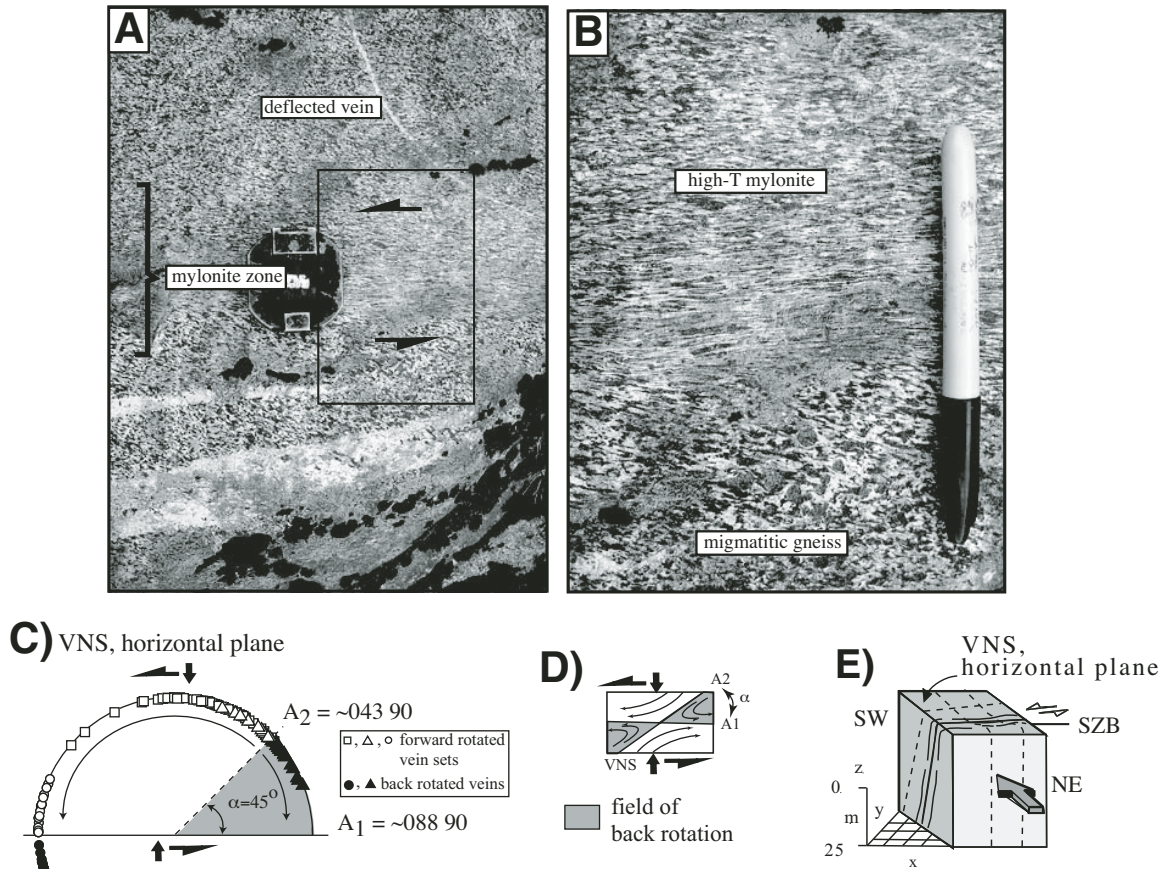 A
deflected vein
mylonite zone
B
high-T mylonite
migmatitic gneiss
C) VNS, horizontal plane
A2 = ~043 90
□, △, ○ forward rotated
vein sets
●, ▲ back rotated veins
α=45°
A1 = ~088 90
D)
A2
α
A1
VNS
field of
back rotation
E)
VNS,
horizontal plane
SW
SZB
NE
z
0
y
m
25
x